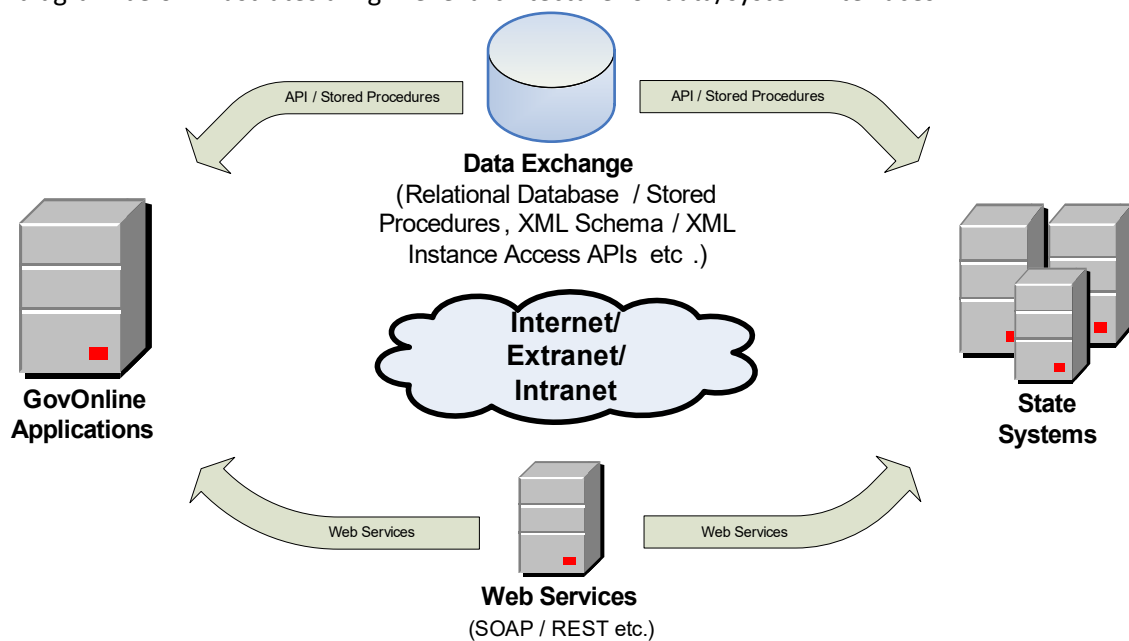 API / Stored Procedures
API / Stored Procedures
Data Exchange
(Relational Database / Stored
Procedures, XML Schema / XML
Instance Access APIs etc .)
Internet/
Extranet/
Intranet
GovOnline
Applications
State
Systems
Web Services
Web Services
Web Services
(SOAP / REST etc.)